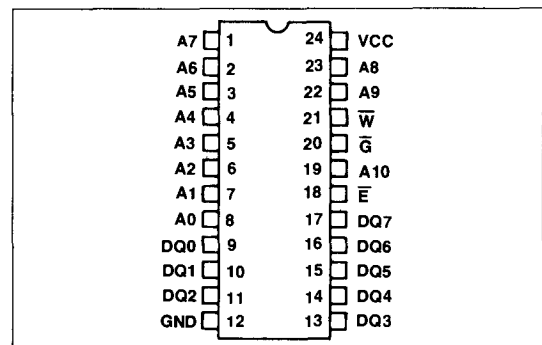 A7 1 24 VCC
A6 2 23 A8
A5 3 22 A9
A4 4 21 W̅
A3 5 20 G̅
A2 6 19 A10
A1 7 18 E̅
A0 8 17 DQ7
DQ0 9 16 DQ6
DQ1 10 15 DQ5
DQ2 11 14 DQ4
GND 12 13 DQ3